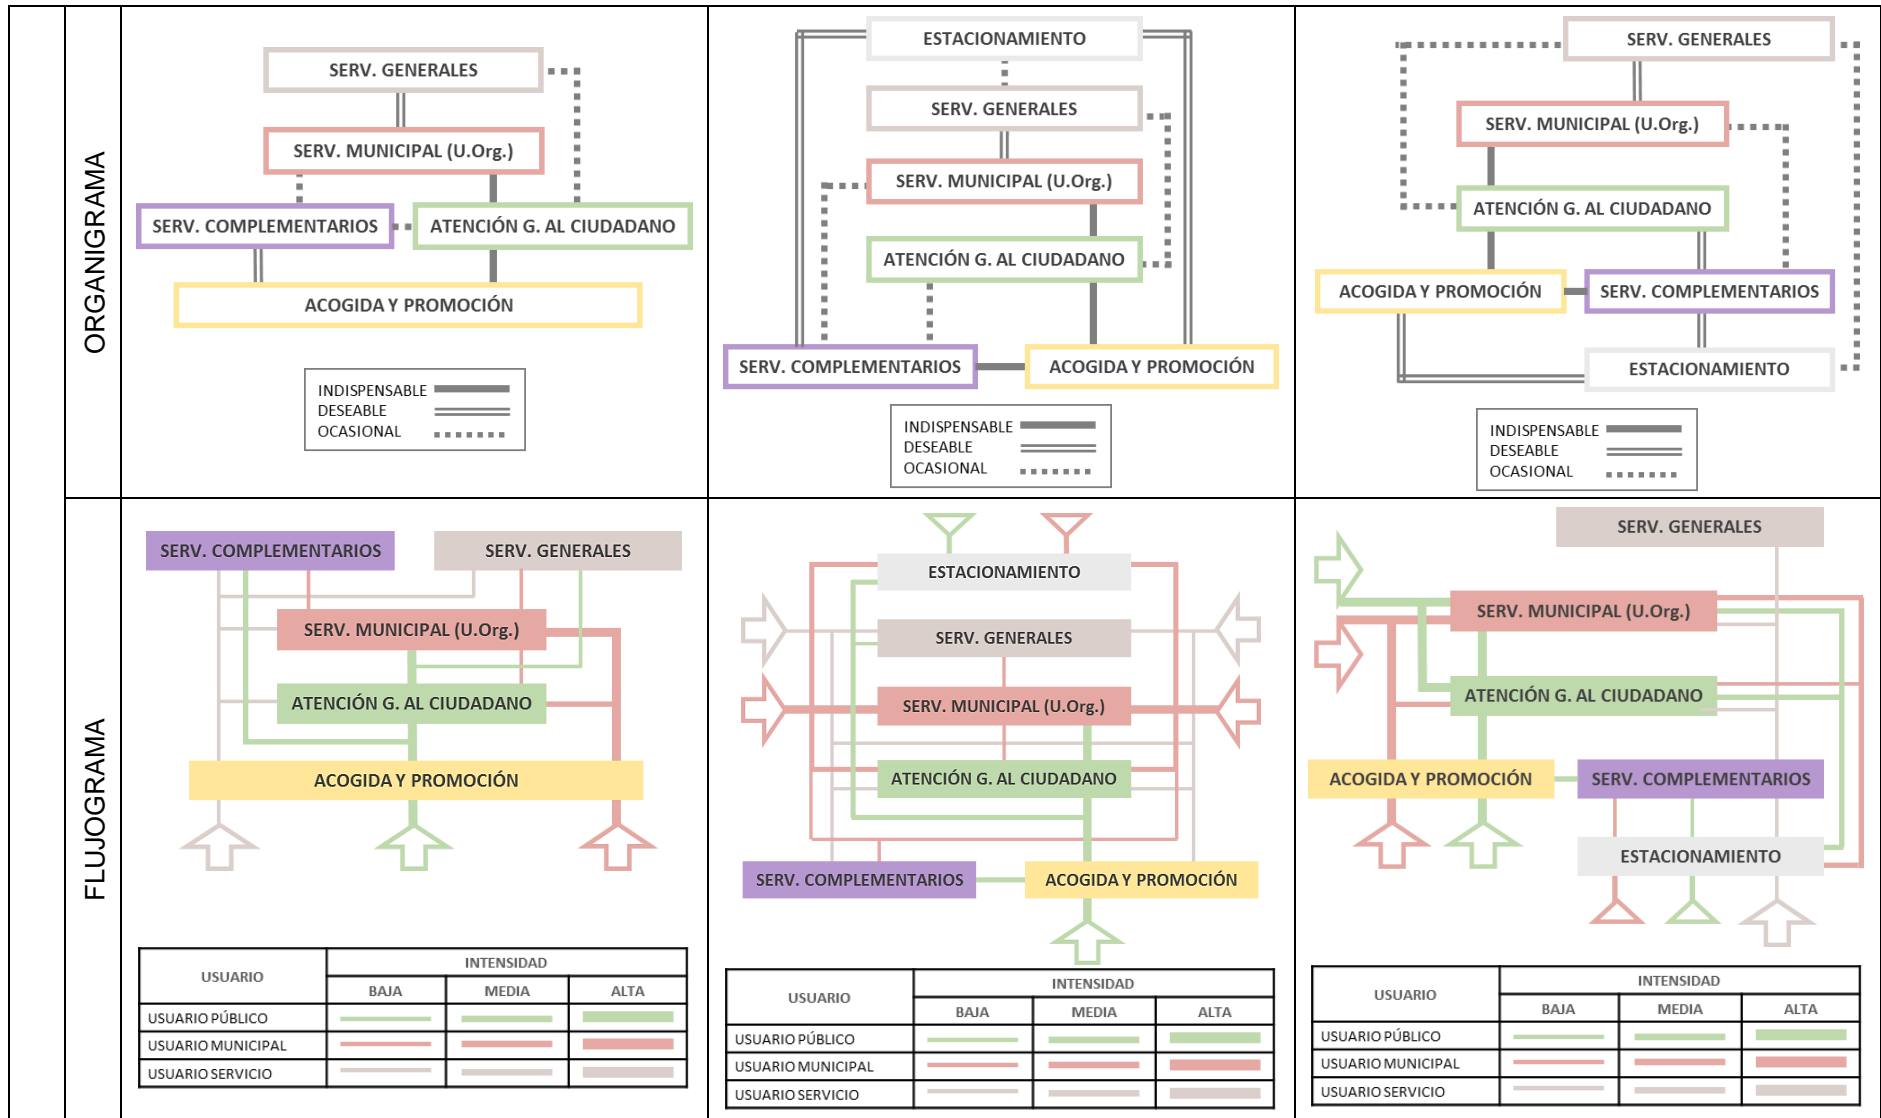 ORGANIGRAMA
SERV. GENERALES
SERV. MUNICIPAL (U.Org.)
SERV. COMPLEMENTARIOS
ATENCIÓN G. AL CIUDADANO
ACOGIDA Y PROMOCIÓN
INDISPENSABLE
DESEABLE
OCASIONAL
ESTACIONAMIENTO
SERV. GENERALES
SERV. MUNICIPAL (U.Org.)
ATENCIÓN G. AL CIUDADANO
SERV. COMPLEMENTARIOS
ACOGIDA Y PROMOCIÓN
INDISPENSABLE
DESEABLE
OCASIONAL
SERV. GENERALES
SERV. MUNICIPAL (U.Org.)
ATENCIÓN G. AL CIUDADANO
ACOGIDA Y PROMOCIÓN
SERV. COMPLEMENTARIOS
ESTACIONAMIENTO
INDISPENSABLE
DESEABLE
OCASIONAL
FLUJOGRAMA
SERV. COMPLEMENTARIOS
SERV. GENERALES
SERV. MUNICIPAL (U.Org.)
ATENCIÓN G. AL CIUDADANO
ACOGIDA Y PROMOCIÓN
USUARIO
INTENSIDAD
BAJA
MEDIA
ALTA
USUARIO PÚBLICO
USUARIO MUNICIPAL
USUARIO SERVICIO
ESTACIONAMIENTO
SERV. GENERALES
SERV. MUNICIPAL (U.Org.)
ATENCIÓN G. AL CIUDADANO
SERV. COMPLEMENTARIOS
ACOGIDA Y PROMOCIÓN
USUARIO
INTENSIDAD
BAJA
MEDIA
ALTA
USUARIO PÚBLICO
USUARIO MUNICIPAL
USUARIO SERVICIO
SERV. GENERALES
SERV. MUNICIPAL (U.Org.)
ATENCIÓN G. AL CIUDADANO
ACOGIDA Y PROMOCIÓN
SERV. COMPLEMENTARIOS
ESTACIONAMIENTO
USUARIO
INTENSIDAD
BAJA
MEDIA
ALTA
USUARIO PÚBLICO
USUARIO MUNICIPAL
USUARIO SERVICIO